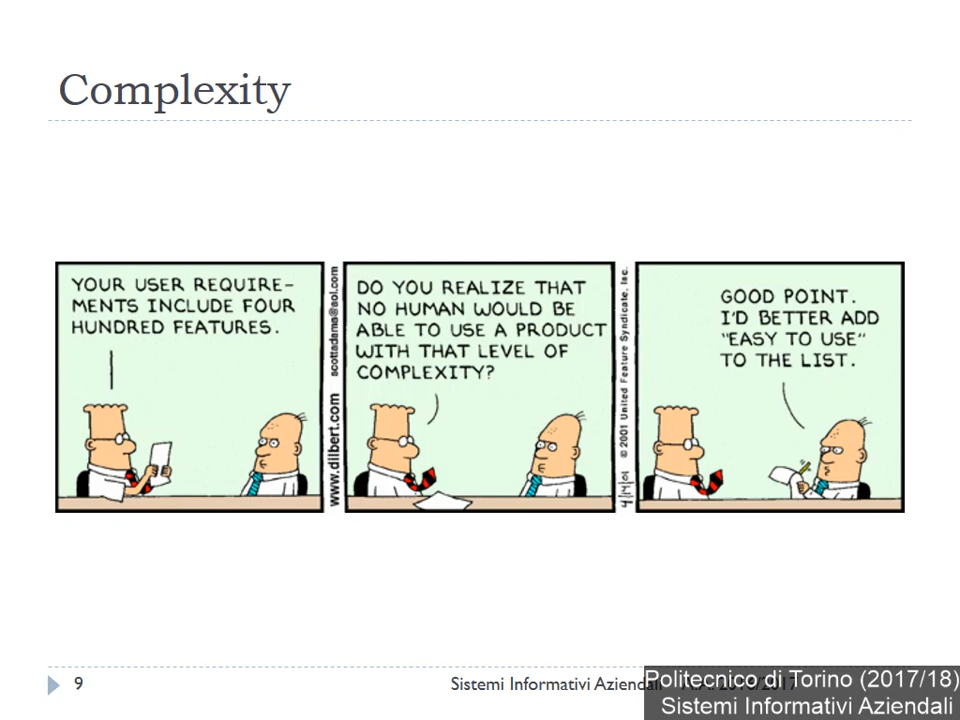 Complexity
YOUR USER REQUIRE-
MENTS INCLUDE FOUR
HUNDRED FEATURES.
DO YOU REALIZE THAT
NO HUMAN WOULD BE
ABLE TO USE A PRODUCT
WITH THAT LEVEL OF
COMPLEXITY?
GOOD POINT.
I'D BETTER ADD
"EASY TO USE"
TO THE LIST.
www.dilbert.com scottadams@aol.com
4/14/01 © 2001 United Feature Syndicate, Inc.
9
Sistemi Informativi Aziendali
Politecnico di Torino (2017/18)
Sistemi Informativi Aziendali